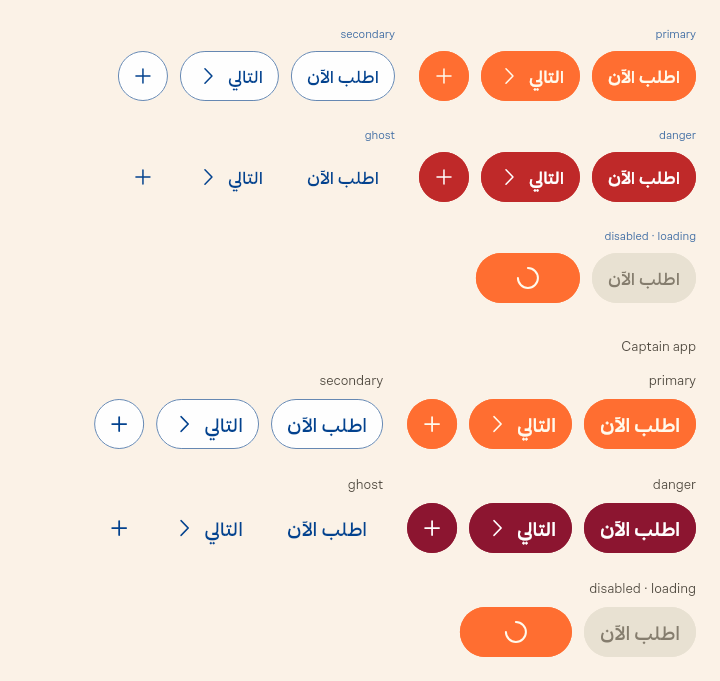 primary
secondary
اطلب الآن
التالي
اطلب الآن
التالي
danger
ghost
اطلب الآن
التالي
اطلب الآن
التالي
disabled · loading
اطلب الآن
Captain app
primary
secondary
اطلب الآن
التالي
اطلب الآن
التالي
danger
ghost
اطلب الآن
التالي
اطلب الآن
التالي
disabled · loading
اطلب الآن